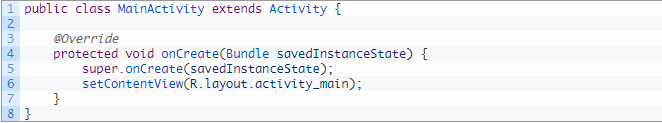 1 public class MainActivity extends Activity {
2
3     @Override
4     protected void onCreate(Bundle savedInstanceState) {
5         super.onCreate(savedInstanceState);
6         setContentView(R.layout.activity_main);
7     }
8 }